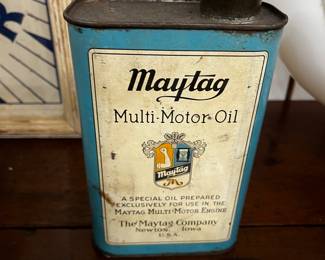 Maytag
Multi-Motor Oil
Maytag
M
A SPECIAL OIL PREPARED
EXCLUSIVELY FOR USE IN THE
MAYTAG MULTI-MOTOR ENGINE
The Maytag Company
Newton, Iowa
U.S.A.